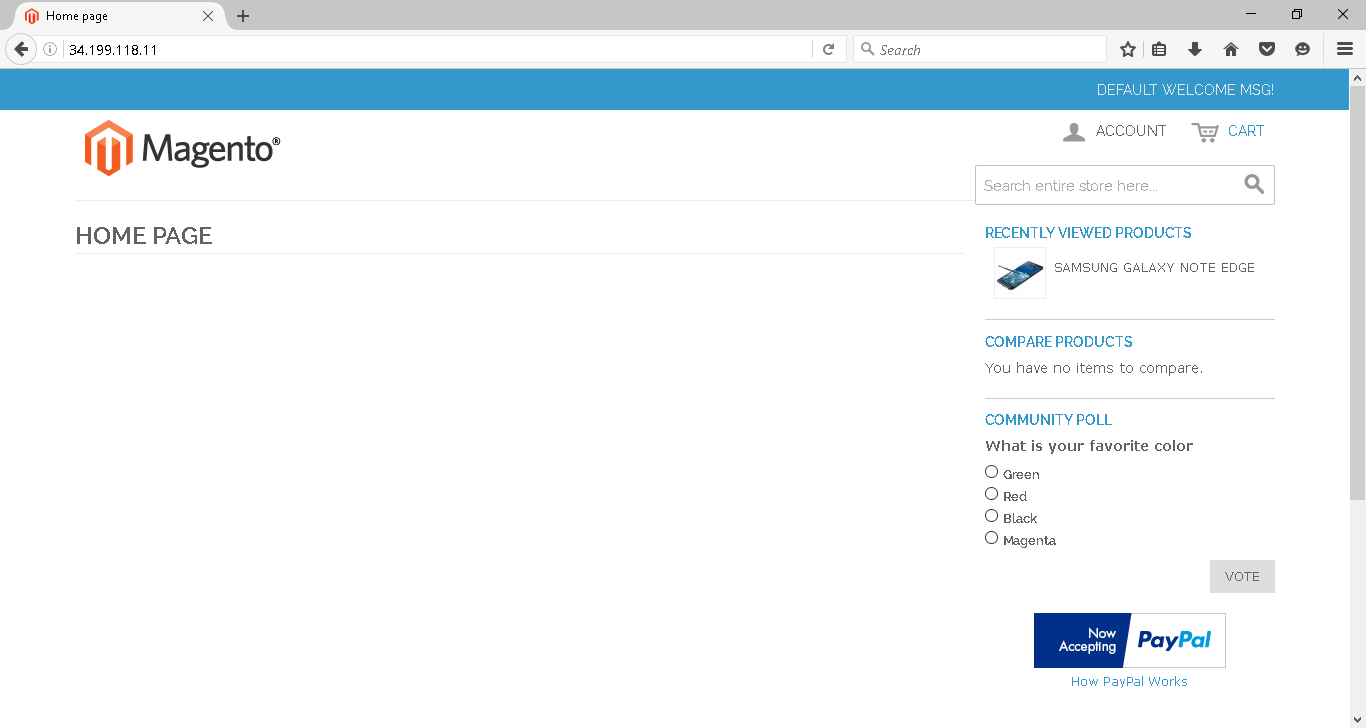 Home page
34.199.118.11
Search
DEFAULT WELCOME MSG!
Magento®
ACCOUNT
CART
Search entire store here...
HOME PAGE
RECENTLY VIEWED PRODUCTS
SAMSUNG GALAXY NOTE EDGE
COMPARE PRODUCTS
You have no items to compare.
COMMUNITY POLL
What is your favorite color
Green
Red
Black
Magenta
VOTE
Now
Accepting
PayPal
How PayPal Works